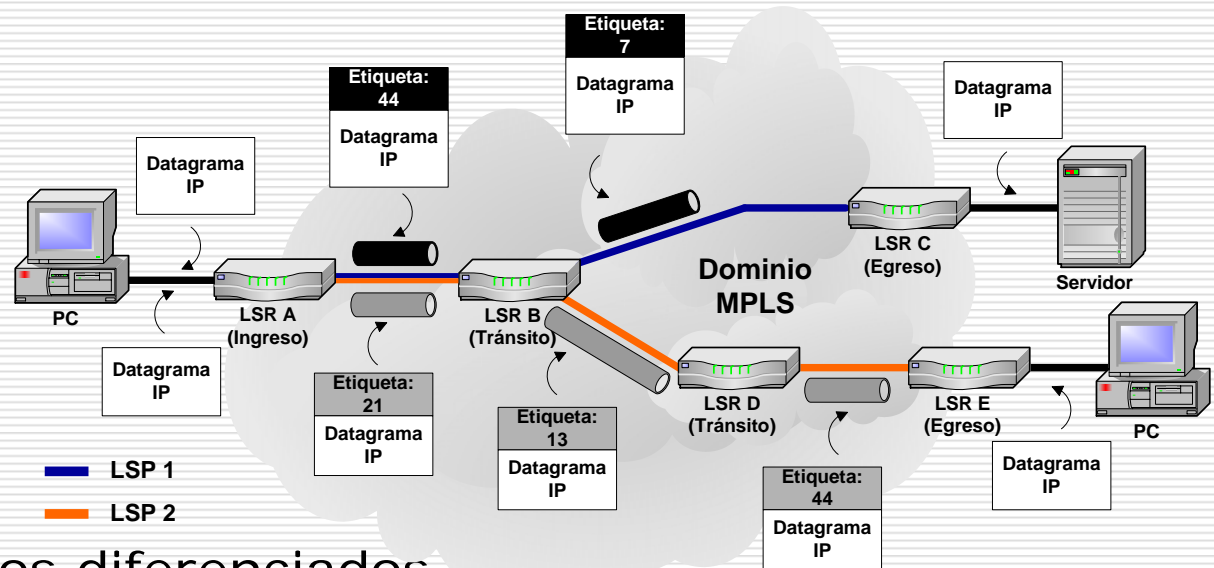 Etiqueta:
7
Datagrama
IP
Etiqueta:
44
Datagrama
IP
Datagrama
IP
Datagrama
IP
LSR C
(Egreso)
Servidor
Dominio
MPLS
PC
LSR A
(Ingreso)
LSR B
(Tránsito)
Datagrama
IP
Etiqueta:
21
Datagrama
IP
Etiqueta:
13
Datagrama
IP
LSR D
(Tránsito)
LSR E
(Egreso)
PC
Etiqueta:
44
Datagrama
IP
Datagrama
IP
LSP 1
LSP 2
os diferenciados